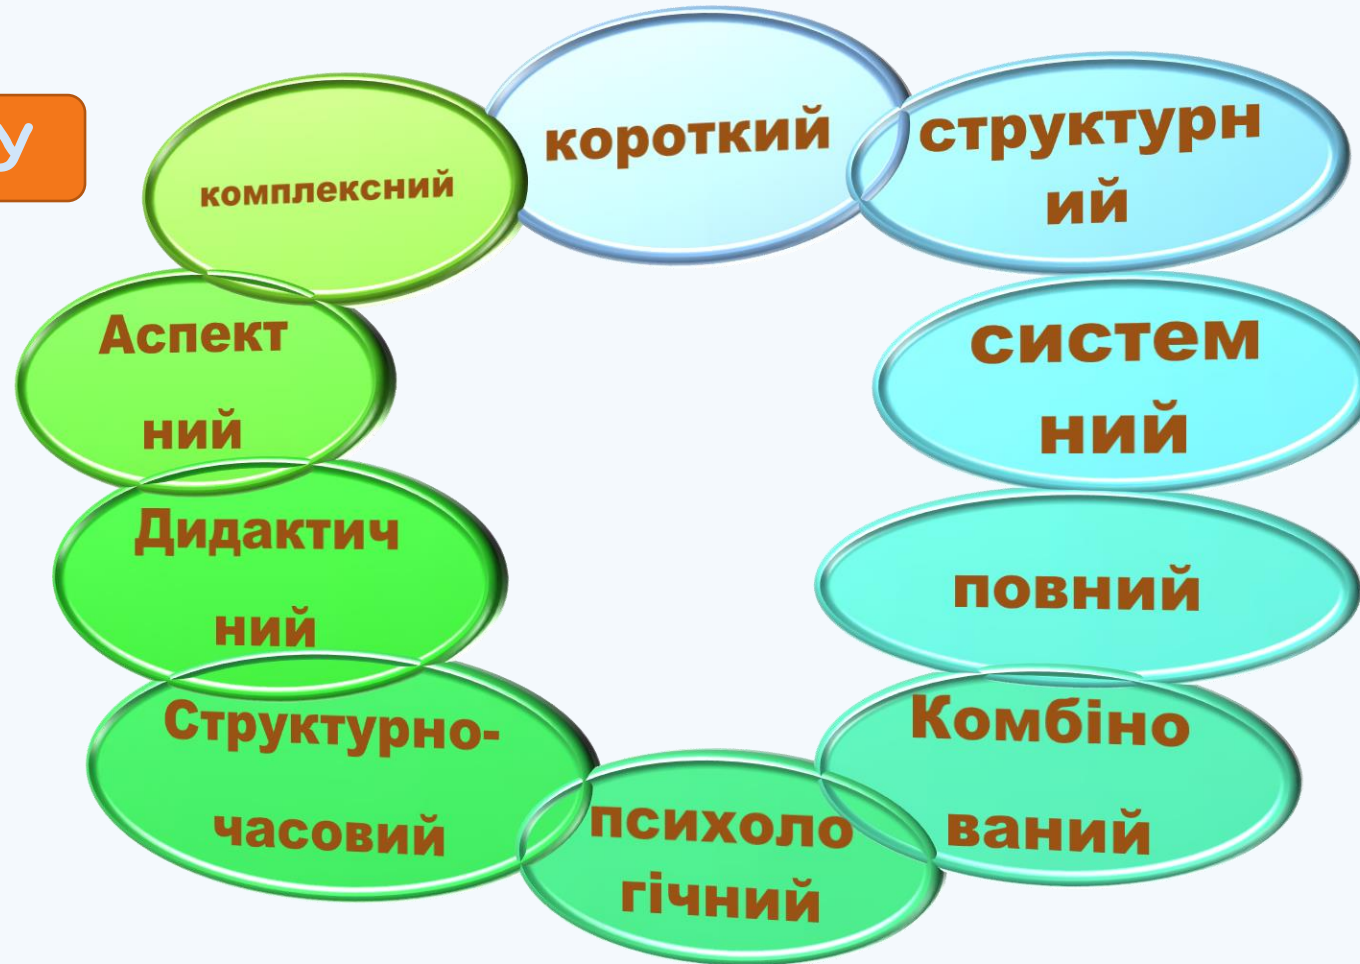 у
короткий
структурн
ий
систем
ний
повний
Комбіно
ваний
психоло
гічний
Структурно-
часовий
Дидактич
ний
Аспект
ний
комплексний